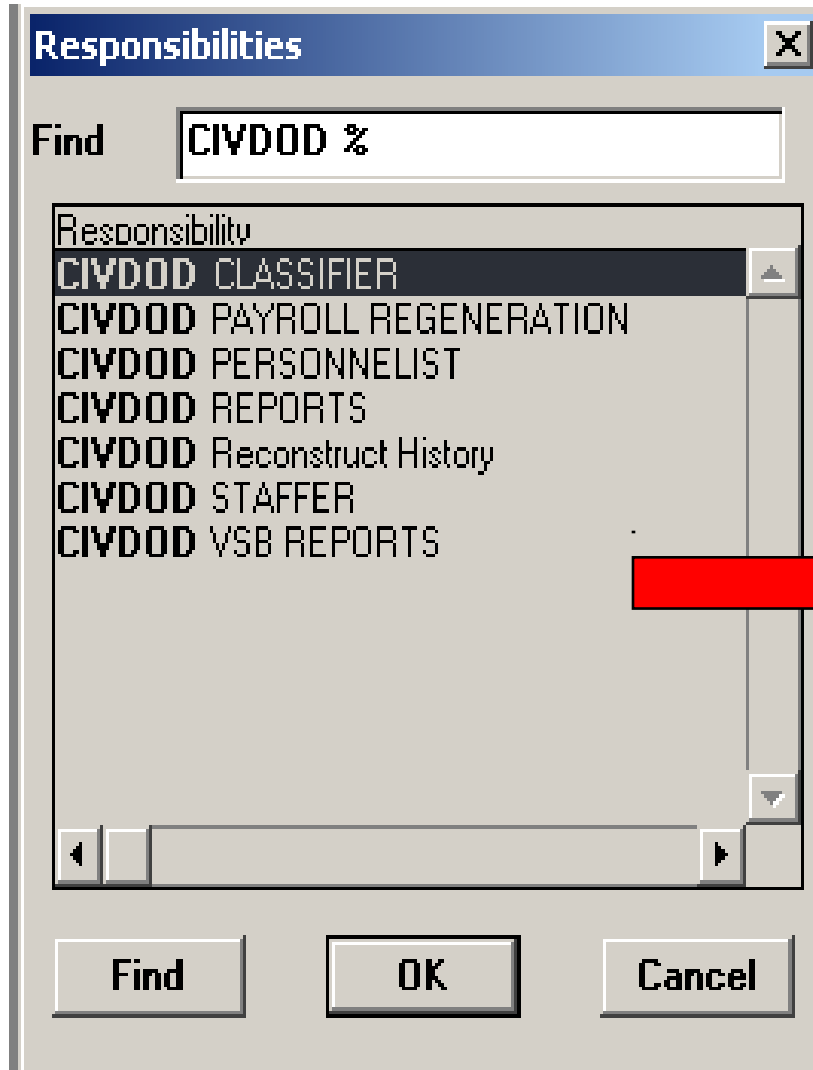 Responsibilities
Find CIVDOD %
Responsibility
CIVDOD CLASSIFIER
CIVDOD PAYROLL REGENERATION
CIVDOD PERSONNELIST
CIVDOD REPORTS
CIVDOD Reconstruct History
CIVDOD STAFFER
CIVDOD VSB REPORTS
Find OK Cancel